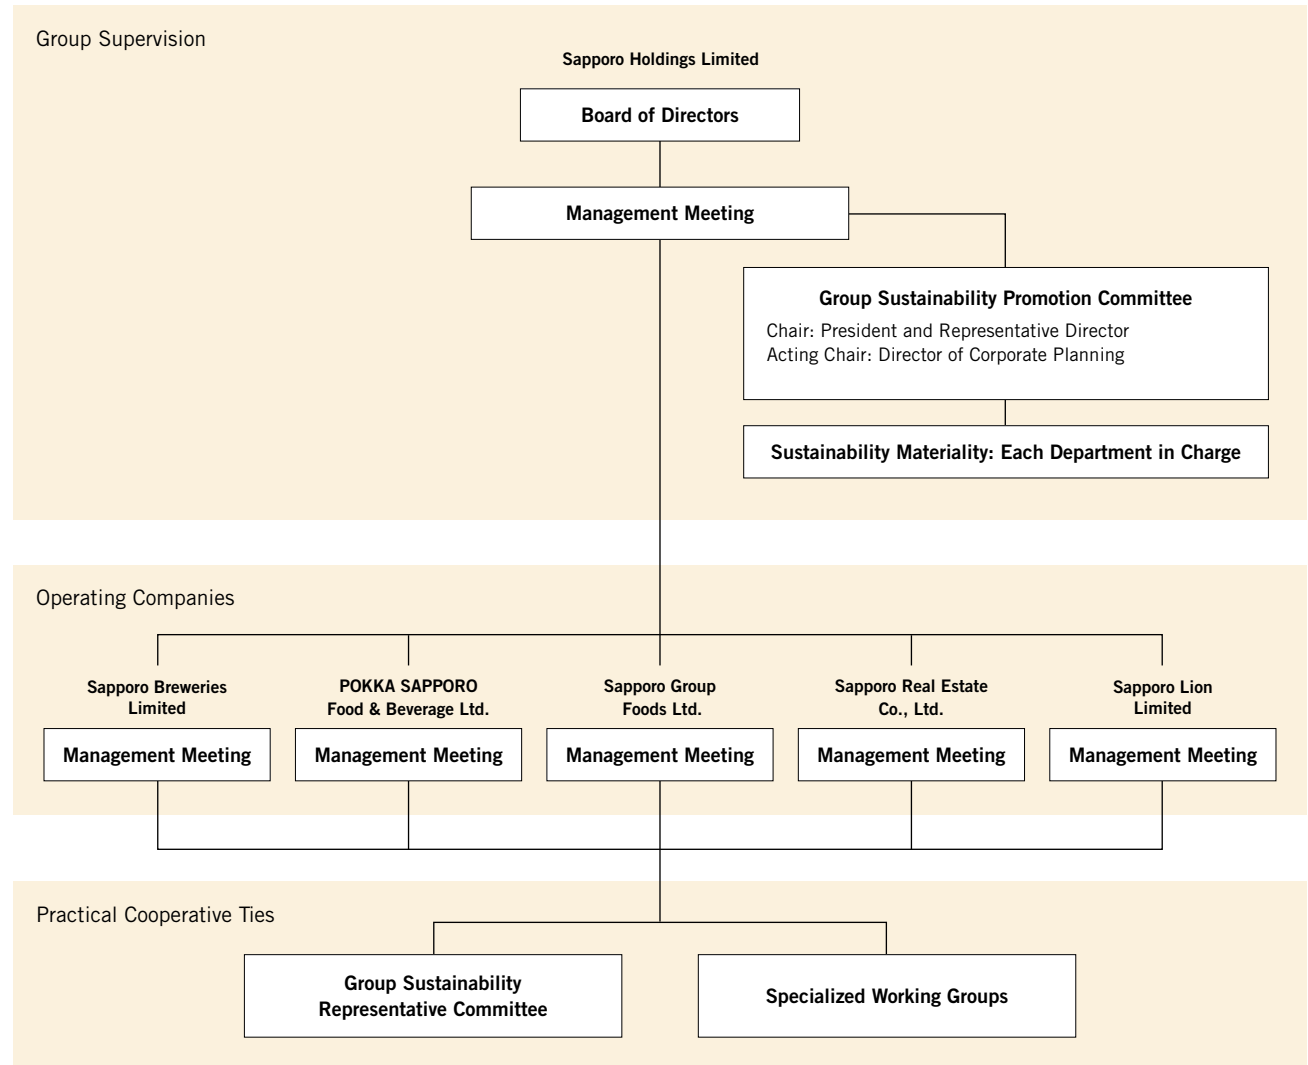 Group Supervision
Sapporo Holdings Limited
Board of Directors
Management Meeting
Group Sustainability Promotion Committee
Chair: President and Representative Director
Acting Chair: Director of Corporate Planning
Sustainability Materiality: Each Department in Charge
Operating Companies
Sapporo Breweries
Limited
Management Meeting
POKKA SAPPORO
Food & Beverage Ltd.
Management Meeting
Sapporo Group
Foods Ltd.
Management Meeting
Sapporo Real Estate
Co., Ltd.
Management Meeting
Sapporo Lion
Limited
Management Meeting
Practical Cooperative Ties
Group Sustainability
Representative Committee
Specialized Working Groups